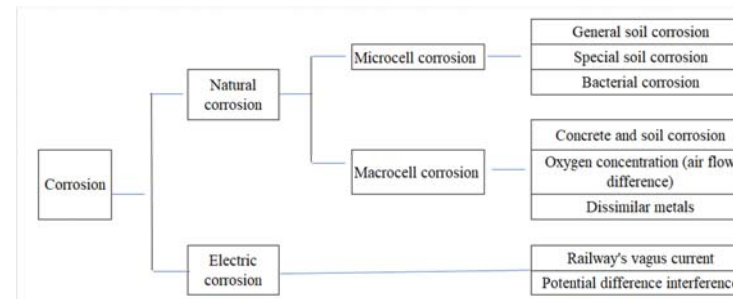 General soil corrosion
Microcell corrosion
Special soil corrosion
Natural
corrosion
Bacterial corrosion
Concrete and soil corrosion
Corrosion
Macrocell corrosion
Oxygen concentration (air flow
difference)
Dissimilar metals
Electric
corrosion
Railway's vagus current
Potential difference interference